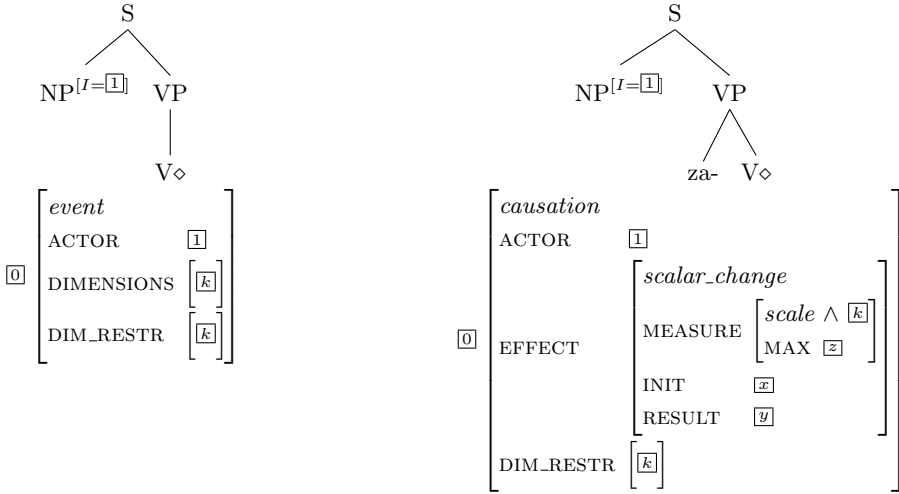 S S
NP[I=1] VP NP[I=1] VP
V⋄ za- V⋄
0 [event
ACTOR 1
DIMENSIONS [k]
DIM_RESTR [k]]
0 [causation
ACTOR 1
EFFECT [scalar_change
MEASURE [scale ∧ k
MAX z]
INIT x
RESULT y]
DIM_RESTR [k]]